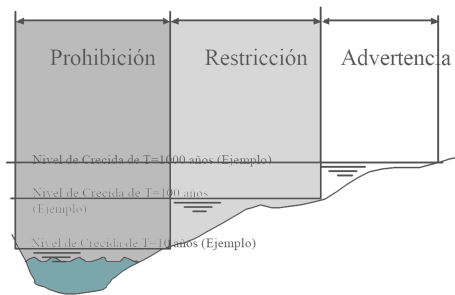 Prohibición Restricción Advertencia
Nivel de Crecida de T=1000 años (Ejemplo)
Nivel de Crecida de T=100 años
(Ejemplo)
Nivel de Crecida de T=10 años (Ejemplo)